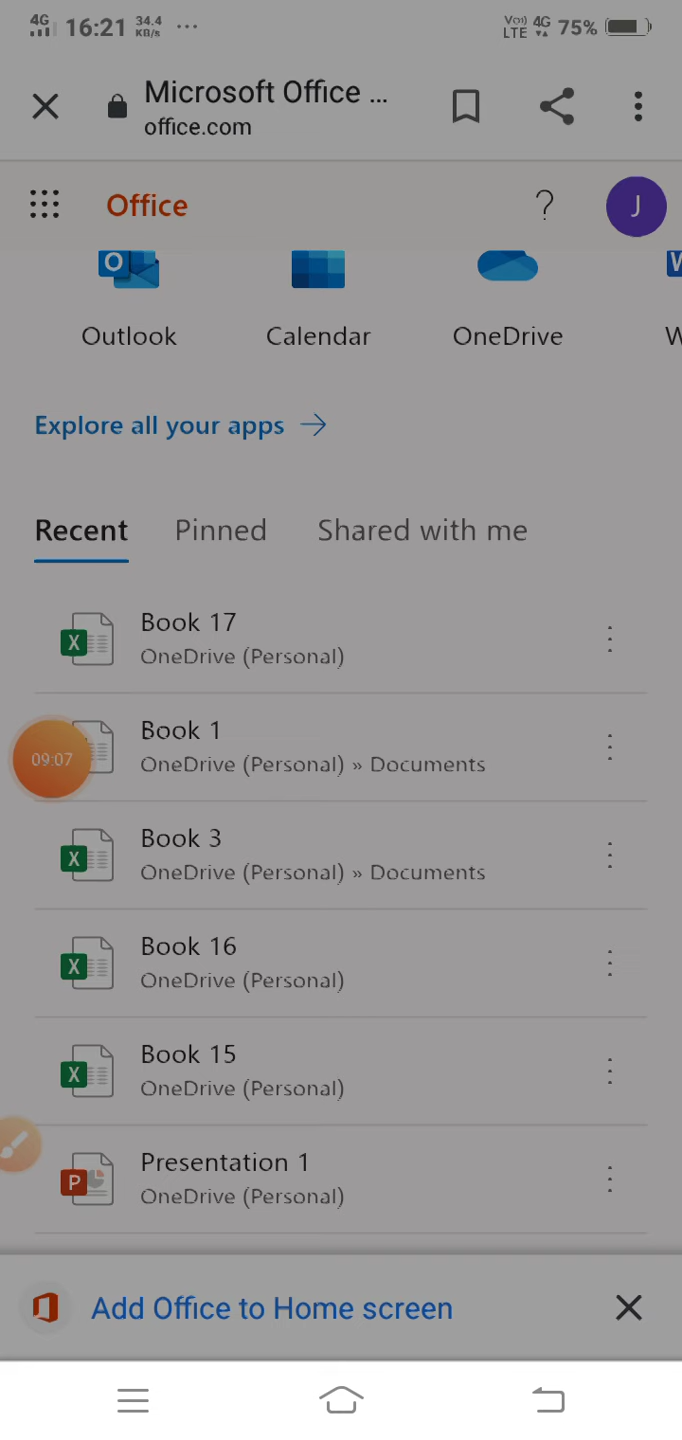 4G 16:21 34.4 KB/s ... Vo) 4G LTE 75%
Microsoft Office ...
office.com
Office ? J
O W
Outlook Calendar OneDrive W
Explore all your apps →
Recent Pinned Shared with me
X Book 17
OneDrive (Personal)
Book 1
09:07 OneDrive (Personal) » Documents
Book 3
X OneDrive (Personal) » Documents
Book 16
X OneDrive (Personal)
Book 15
X OneDrive (Personal)
Presentation 1
P OneDrive (Personal)
Add Office to Home screen